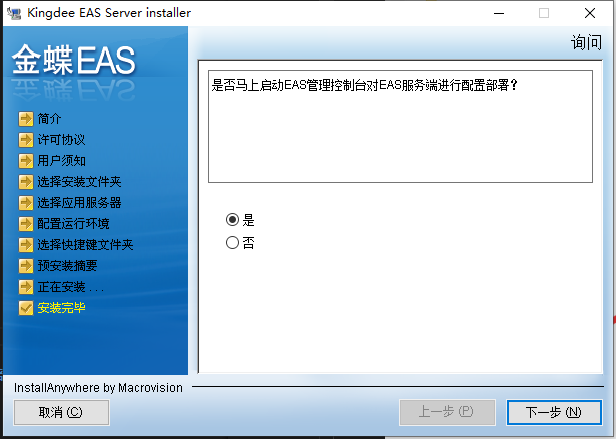 Kingdee EAS Server installer
询问
金蝶EAS
简介
许可协议
用户须知
选择安装文件夹
选择应用服务器
配置运行环境
选择快捷键文件夹
预安装摘要
正在安装 . . .
安装完毕
是否马上启动EAS管理控制台对EAS服务端进行配置部署？
是
否
InstallAnywhere by Macrovision
取消 (C)
上一步 (P)
下一步 (N)